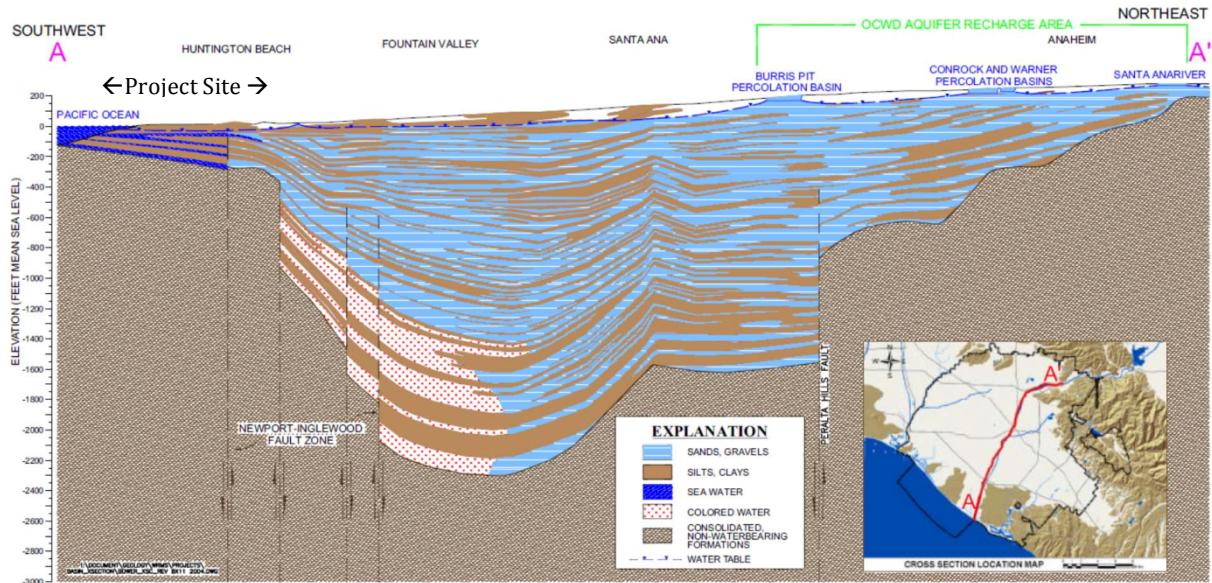 SOUTHWEST
A
HUNTINGTON BEACH
FOUNTAIN VALLEY
SANTA ANA
OCWD AQUIFER RECHARGE AREA
ANAHEIM
NORTHEAST
A'
←Project Site →
BURRIS PIT
PERCOLATION BASIN
CONROCK AND WARNER
PERCOLATION BASINS
SANTA ANARIVER
PACIFIC OCEAN
ELEVATION (FEET MEAN SEA LEVEL)
200
0
-200
-400
-600
-800
-1000
-1200
-1400
-1600
-1800
-2000
-2200
-2400
-2600
-2800
-3000
NEWPORT-INGLEWOOD
FAULT ZONE
PERALTA HILLS FAULT
EXPLANATION
SANDS, GRAVELS
SILTS, CLAYS
SEA WATER
COLORED WATER
CONSOLIDATED,
NON-WATERBEARING
FORMATIONS
WATER TABLE
N
W
E
S
A'
A
CROSS SECTION LOCATION MAP